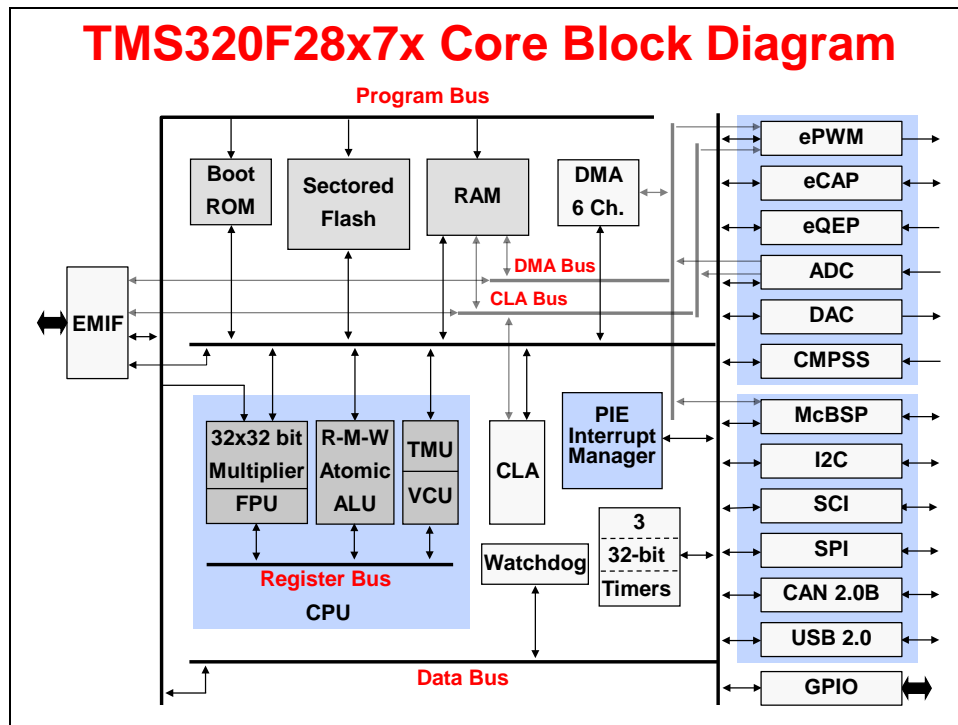 TMS320F28x7x Core Block Diagram
Program Bus
Boot
ROM
Sectored
Flash
RAM
DMA
6 Ch.
DMA Bus
CLA Bus
EMIF
32x32 bit
Multiplier
FPU
R-M-W
Atomic
ALU
TMU
VCU
Register Bus
CPU
CLA
PIE
Interrupt
Manager
3
32-bit
Timers
Watchdog
Data Bus
ePWM
eCAP
eQEP
ADC
DAC
CMPSS
McBSP
I2C
SCI
SPI
CAN 2.0B
USB 2.0
GPIO